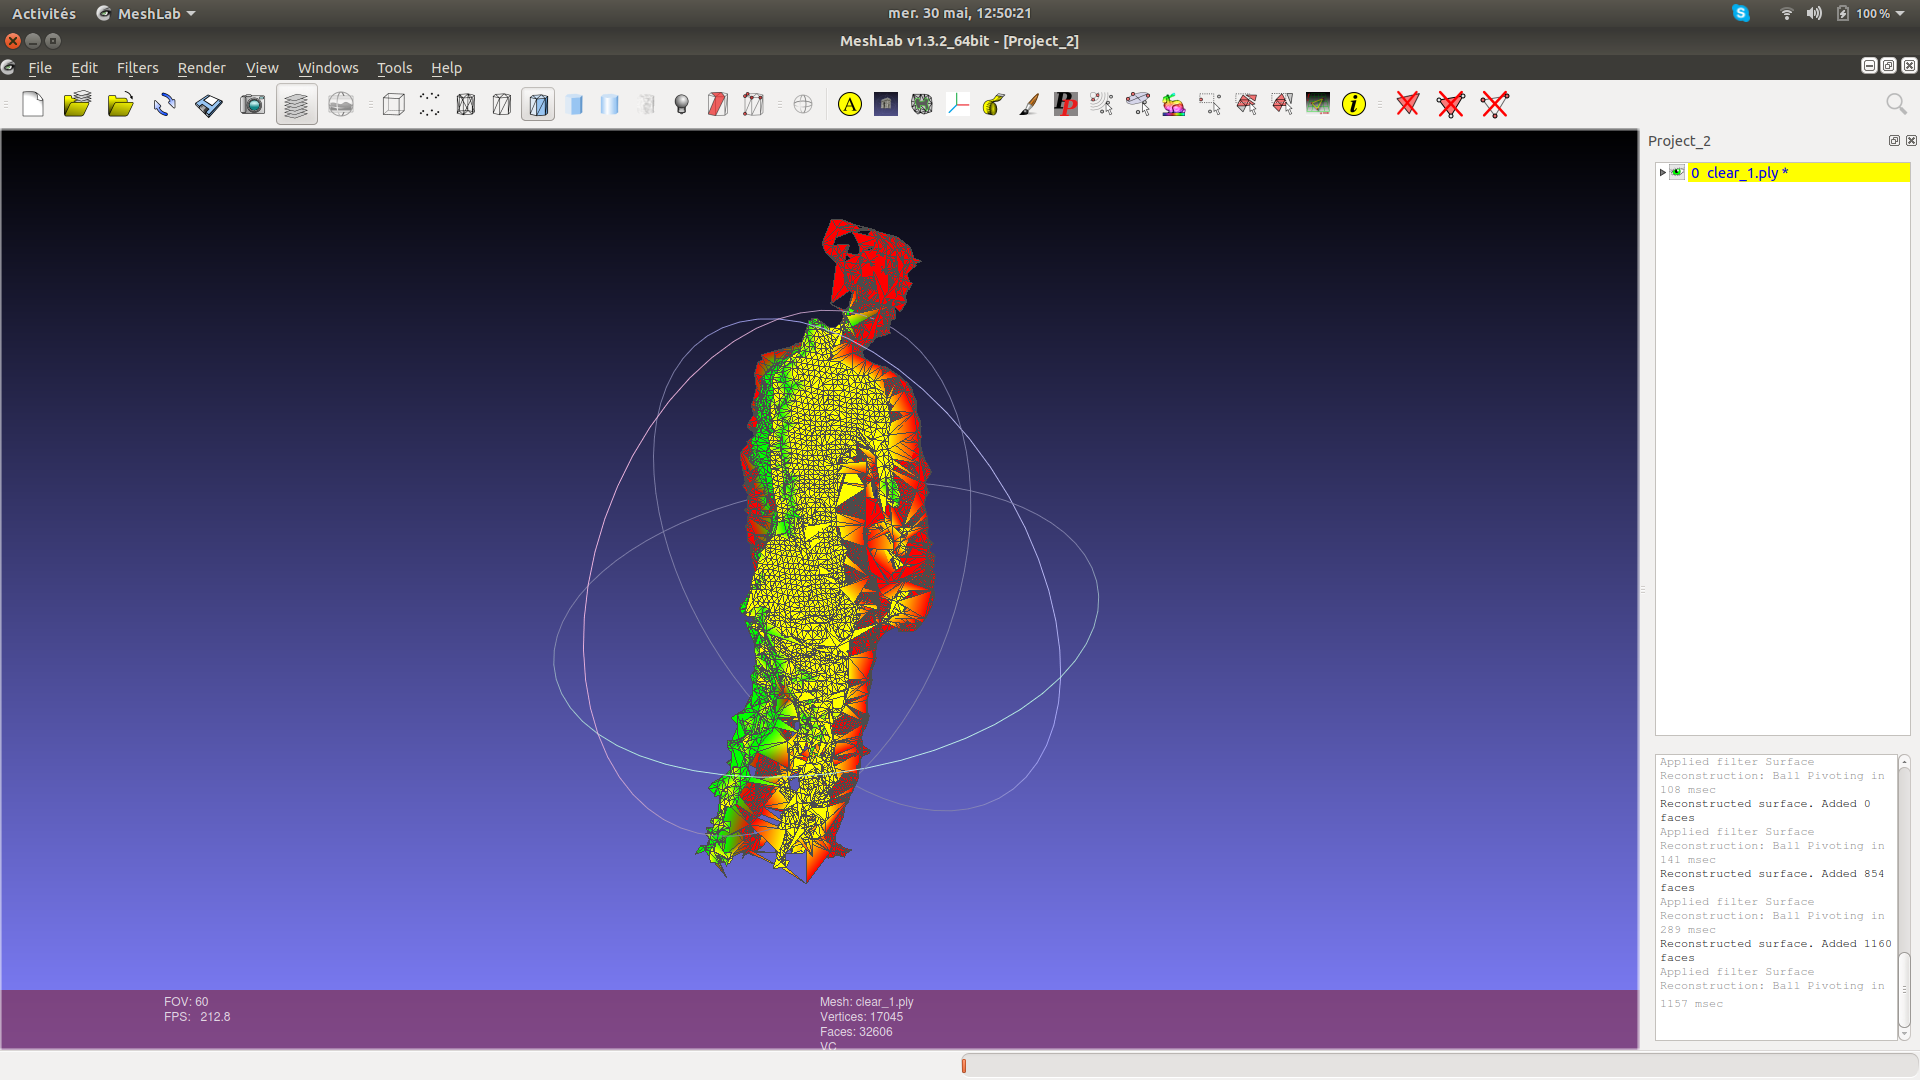 Activités MeshLab mer. 30 mai, 12:50:21 100 %
MeshLab v1.3.2_64bit - [Project_2]
File Edit Filters Render View Windows Tools Help
A PP i
Project_2
0 clear_1.ply *
Applied filter Surface
Reconstruction: Ball Pivoting in
108 msec
Reconstructed surface. Added 0
faces
Applied filter Surface
Reconstruction: Ball Pivoting in
141 msec
Reconstructed surface. Added 854
faces
Applied filter Surface
Reconstruction: Ball Pivoting in
289 msec
Reconstructed surface. Added 1160
faces
Applied filter Surface
Reconstruction: Ball Pivoting in
1157 msec
FOV: 60
FPS: 212.8
Mesh: clear_1.ply
Vertices: 17045
Faces: 32606
VC